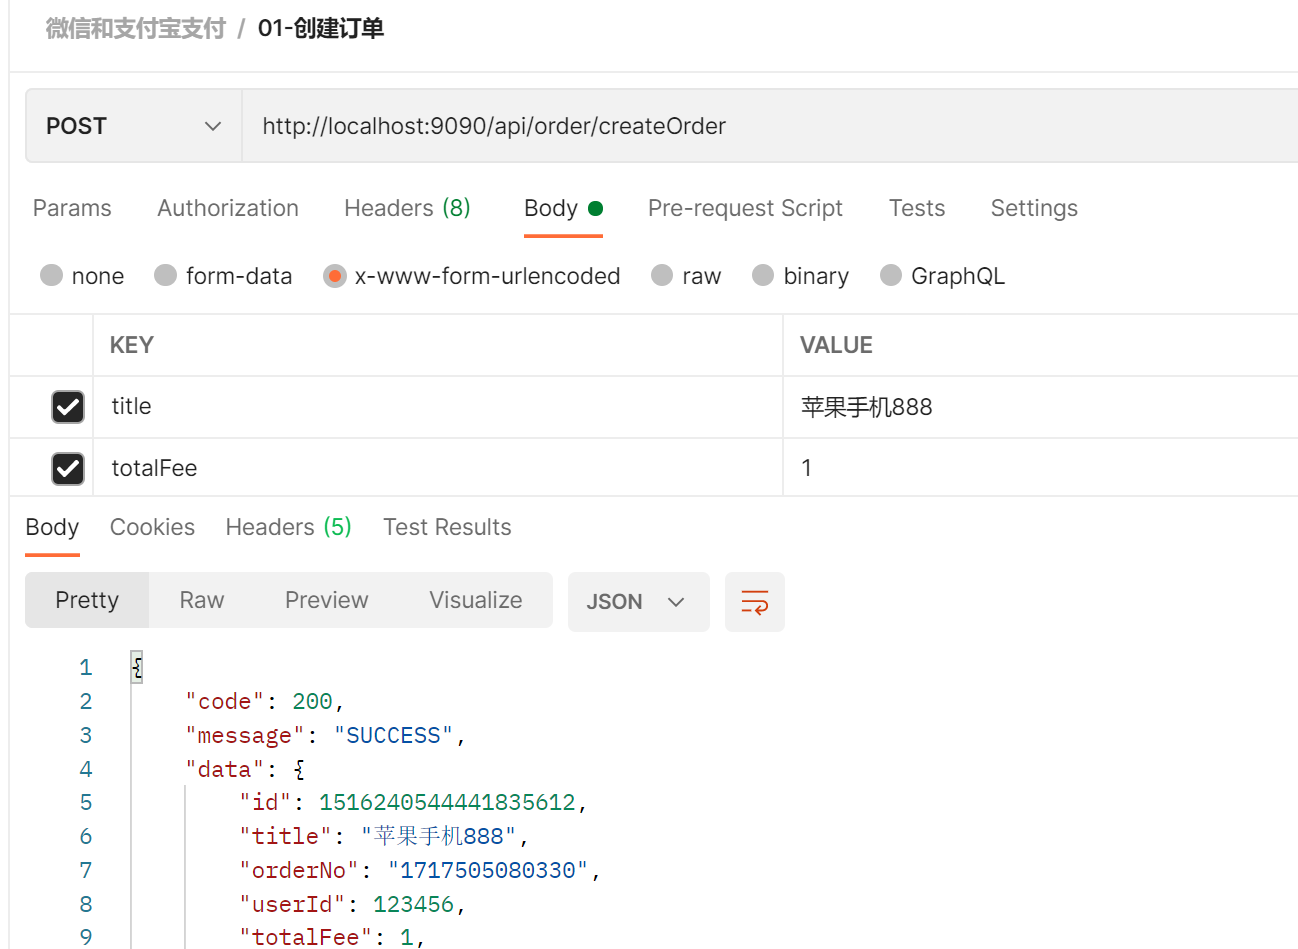 微信和支付宝支付 / 01-创建订单
POST http://localhost:9090/api/order/createOrder
Params Authorization Headers (8) Body Pre-request Script Tests Settings
none form-data x-www-form-urlencoded raw binary GraphQL
KEY VALUE
title 苹果手机888
totalFee 1
Body Cookies Headers (5) Test Results
Pretty Raw Preview Visualize JSON
1 {
2 "code": 200,
3 "message": "SUCCESS",
4 "data": {
5 "id": 1516240544441835612,
6 "title": "苹果手机888",
7 "orderNo": "1717505080330",
8 "userId": 123456,
9 "totalFee": 1,